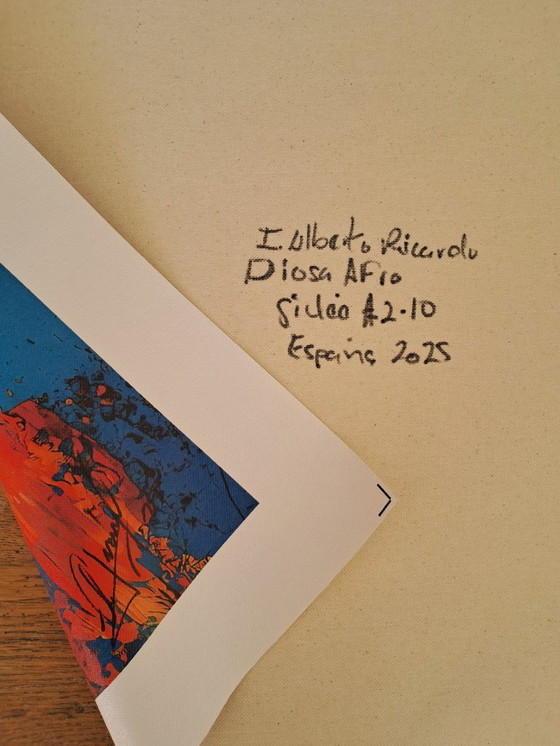 I. Alberto Ricardo
Diosa Afro
Giclée #2.10
España 2025